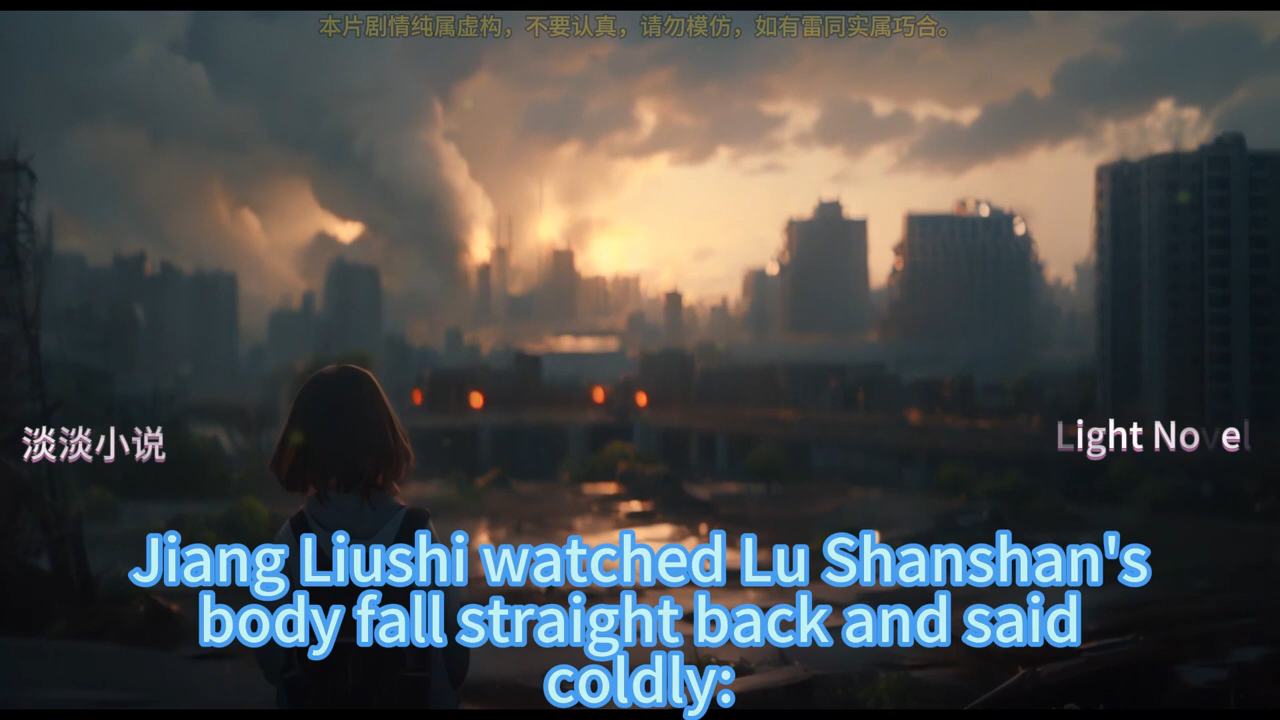 本片剧情纯属虚构，不要认真，请勿模仿，如有雷同实属巧合。
淡淡小说
Light Novel
Jiang Liushi watched Lu Shanshan's
body fall straight back and said
coldly: